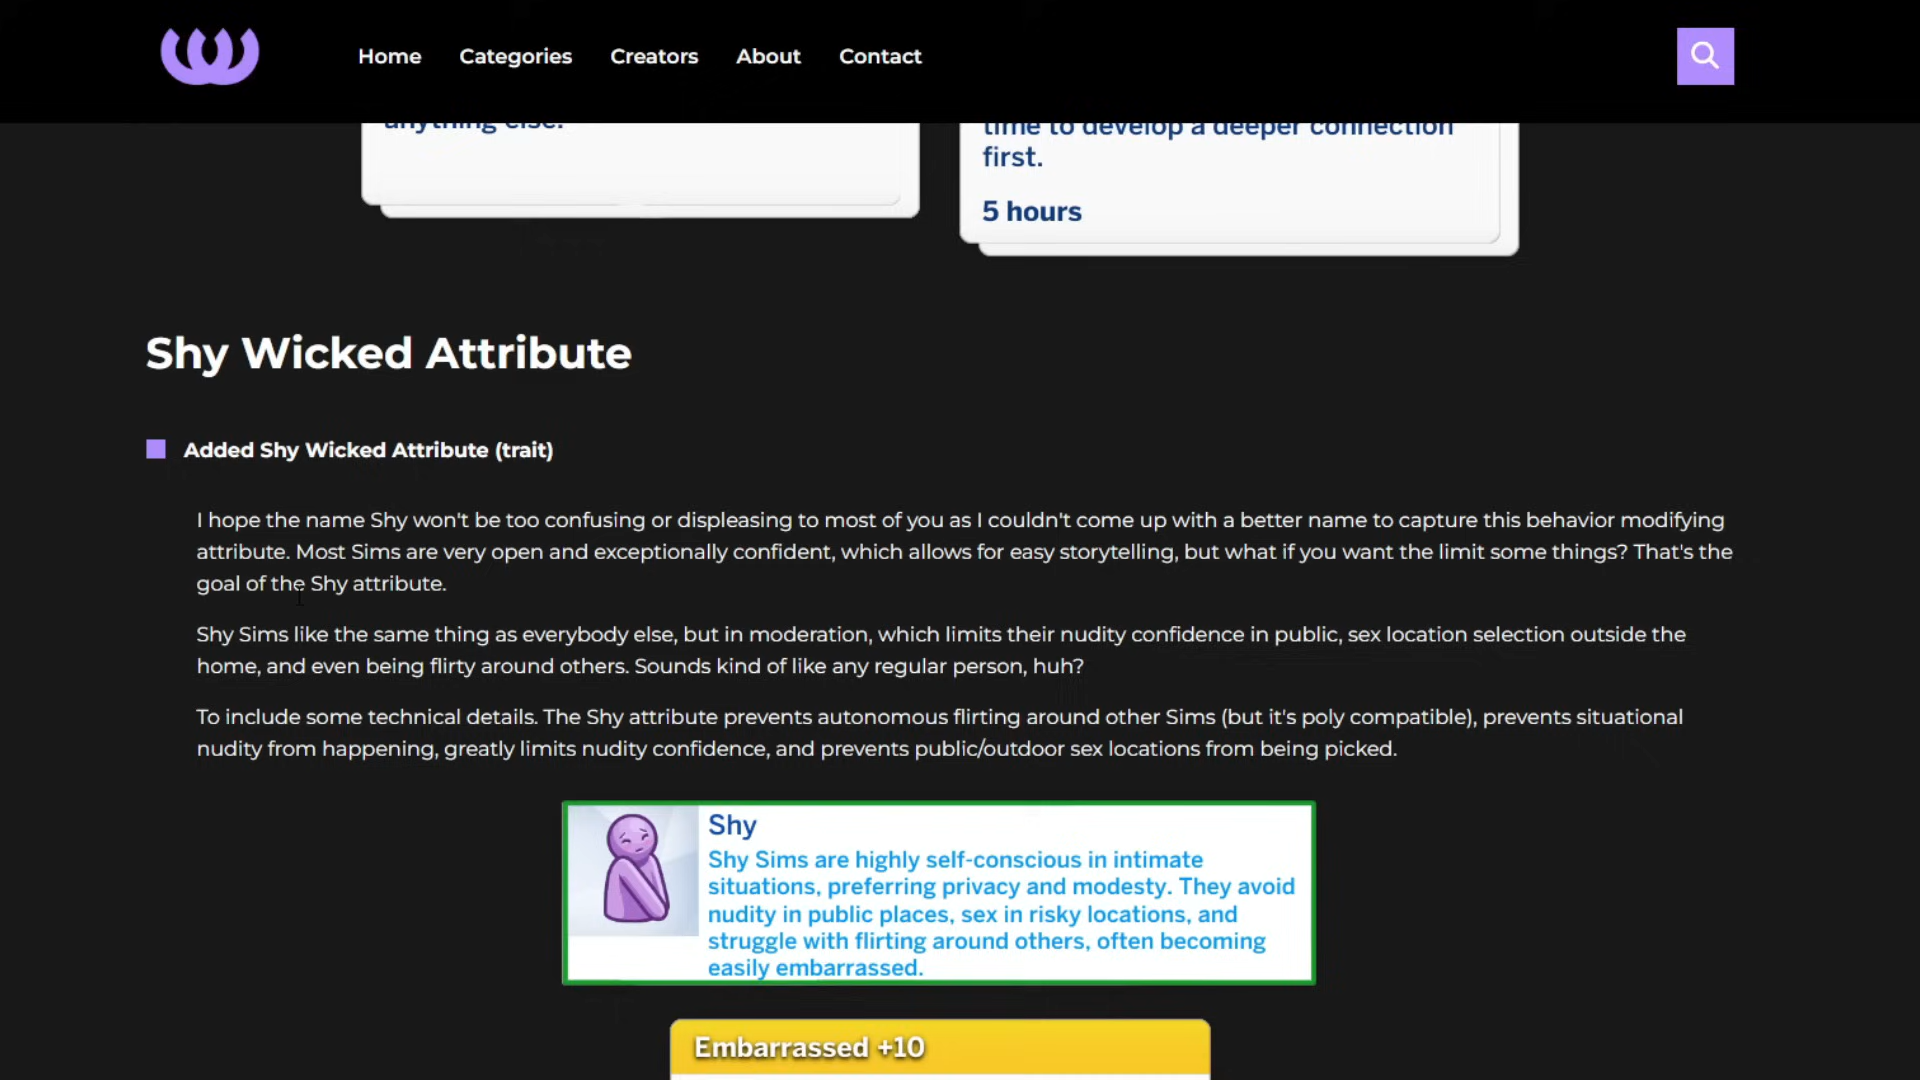 Home Categories Creators About Contact
anything else.
time to develop a deeper connection
first.
5 hours
Shy Wicked Attribute
Added Shy Wicked Attribute (trait)
I hope the name Shy won't be too confusing or displeasing to most of you as I couldn't come up with a better name to capture this behavior modifying
attribute. Most Sims are very open and exceptionally confident, which allows for easy storytelling, but what if you want the limit some things? That's the
goal of the Shy attribute.
Shy Sims like the same thing as everybody else, but in moderation, which limits their nudity confidence in public, sex location selection outside the
home, and even being flirty around others. Sounds kind of like any regular person, huh?
To include some technical details. The Shy attribute prevents autonomous flirting around other Sims (but it's poly compatible), prevents situational
nudity from happening, greatly limits nudity confidence, and prevents public/outdoor sex locations from being picked.
Shy
Shy Sims are highly self-conscious in intimate
situations, preferring privacy and modesty. They avoid
nudity in public places, sex in risky locations, and
struggle with flirting around others, often becoming
easily embarrassed.
Embarrassed +10